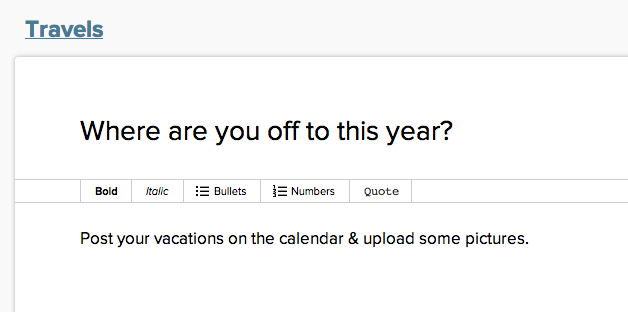 Travels
Where are you off to this year?
Bold Italic Bullets Numbers Quote
Post your vacations on the calendar & upload some pictures.